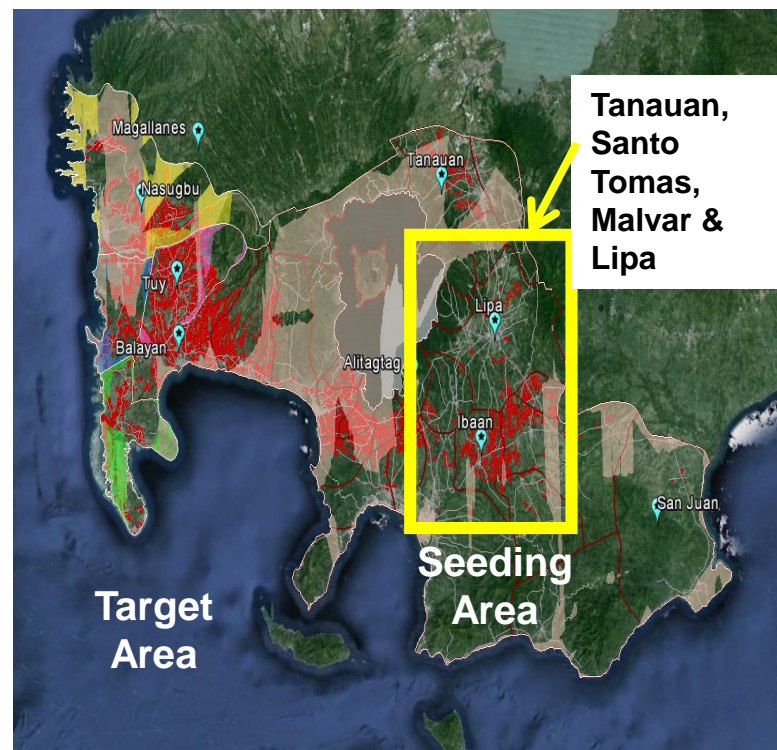 Tanauan,
Santo
Tomas,
Malvar &
Lipa
Magallanes
Tanauan
Nasugbu
Tuy
Lipa
Balayan
Alitagtag
Ibaan
San Juan
Seeding
Area
Target
Area